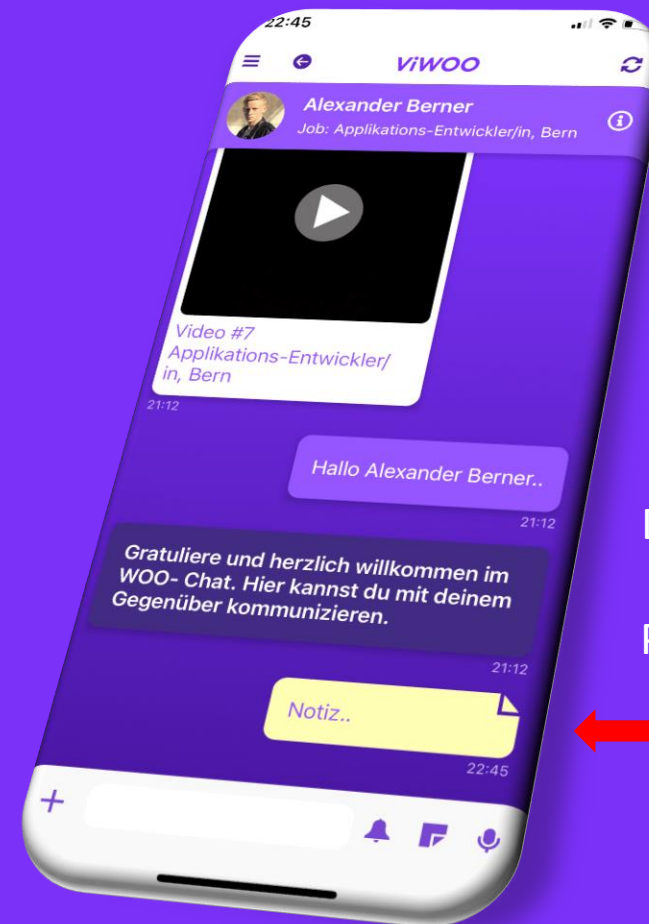 22:45
ViWOO
Alexander Berner
Job: Applikations-Entwickler/in, Bern
Video #7
Applikations-Entwickler/
in, Bern
21:12
Hallo Alexander Berner..
21:12
Gratuliere und herzlich willkommen im
WOO- Chat. Hier kannst du mit deinem
Gegenüber kommunizieren.
21:12
Notiz..
22:45